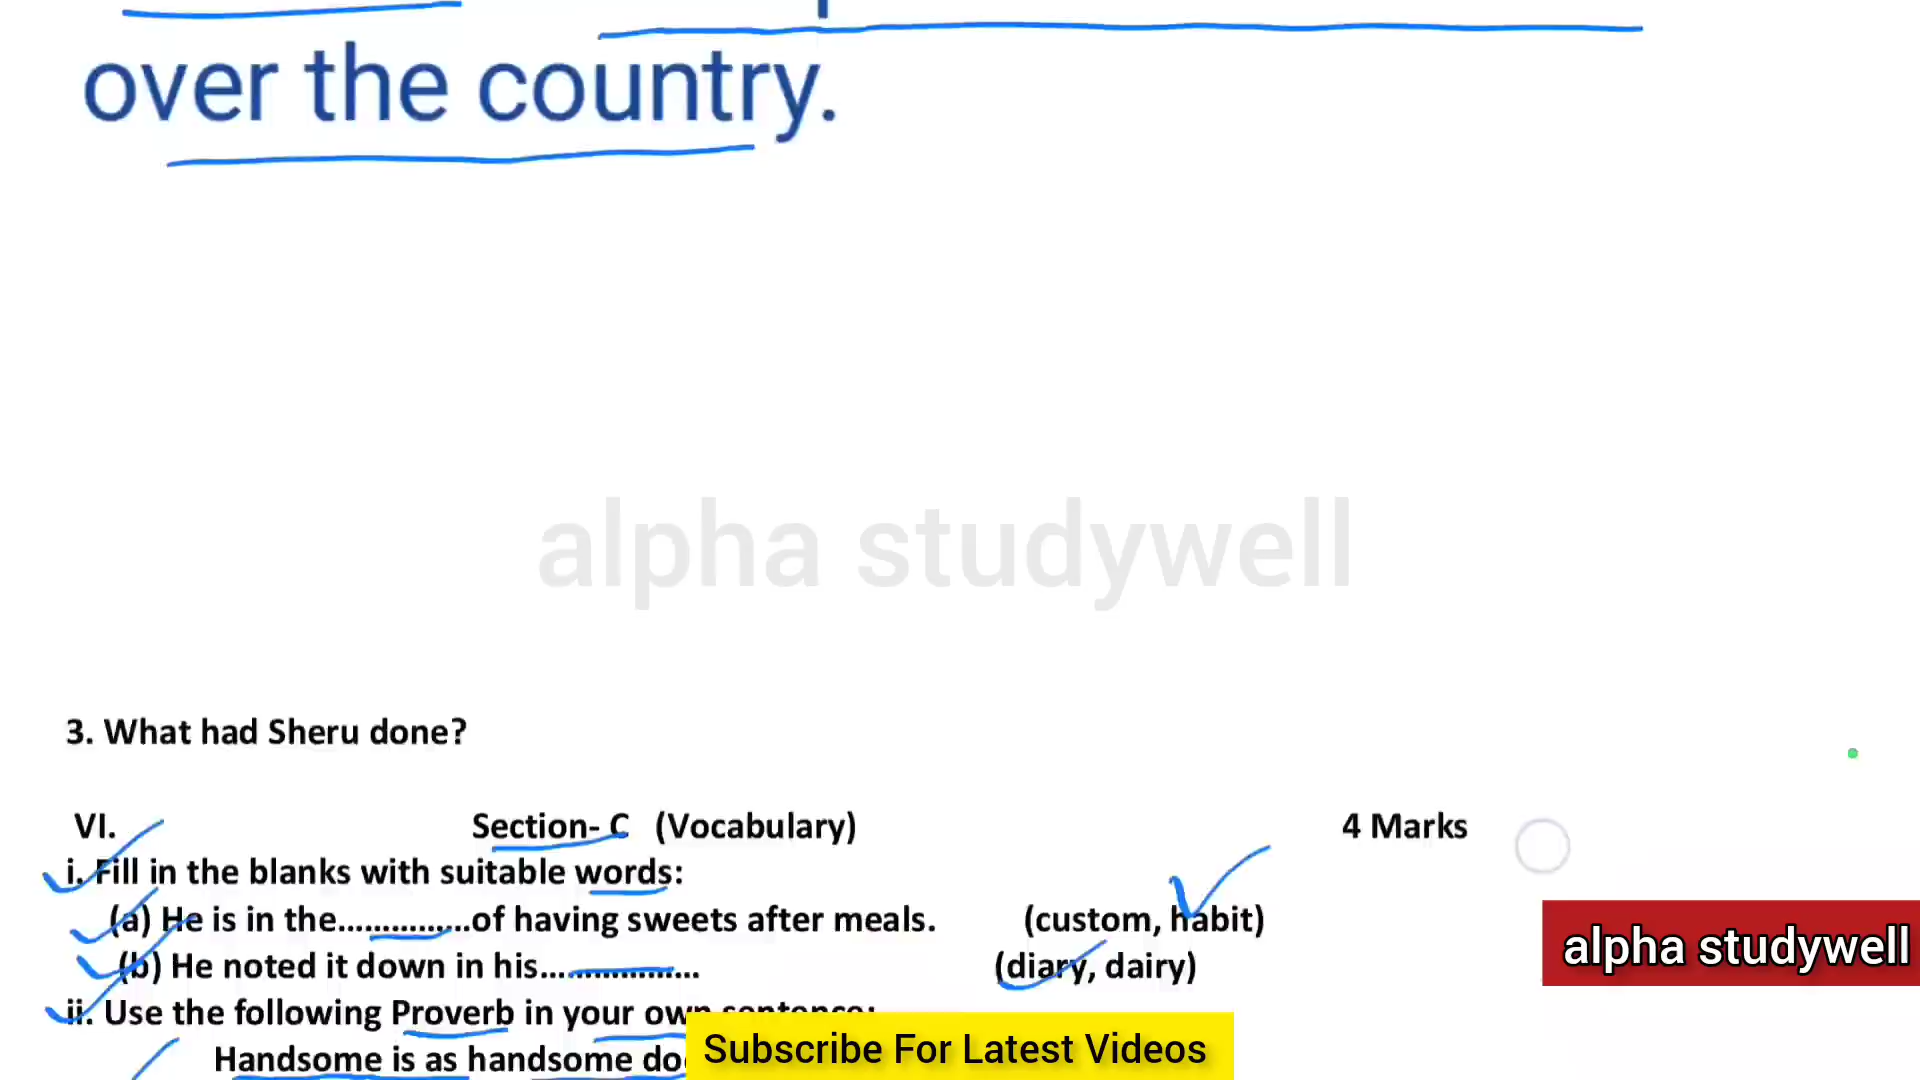 over the country.
alpha studywell
3. What had Sheru done?
VI. Section- C (Vocabulary) 4 Marks
i. Fill in the blanks with suitable words:
(a) He is in the..............of having sweets after meals. (custom, habit)
(b) He noted it down in his................. (diary, dairy)
alpha studywell
ii. Use the following Proverb in your own sentence:
Handsome is as handsome do
Subscribe For Latest Videos